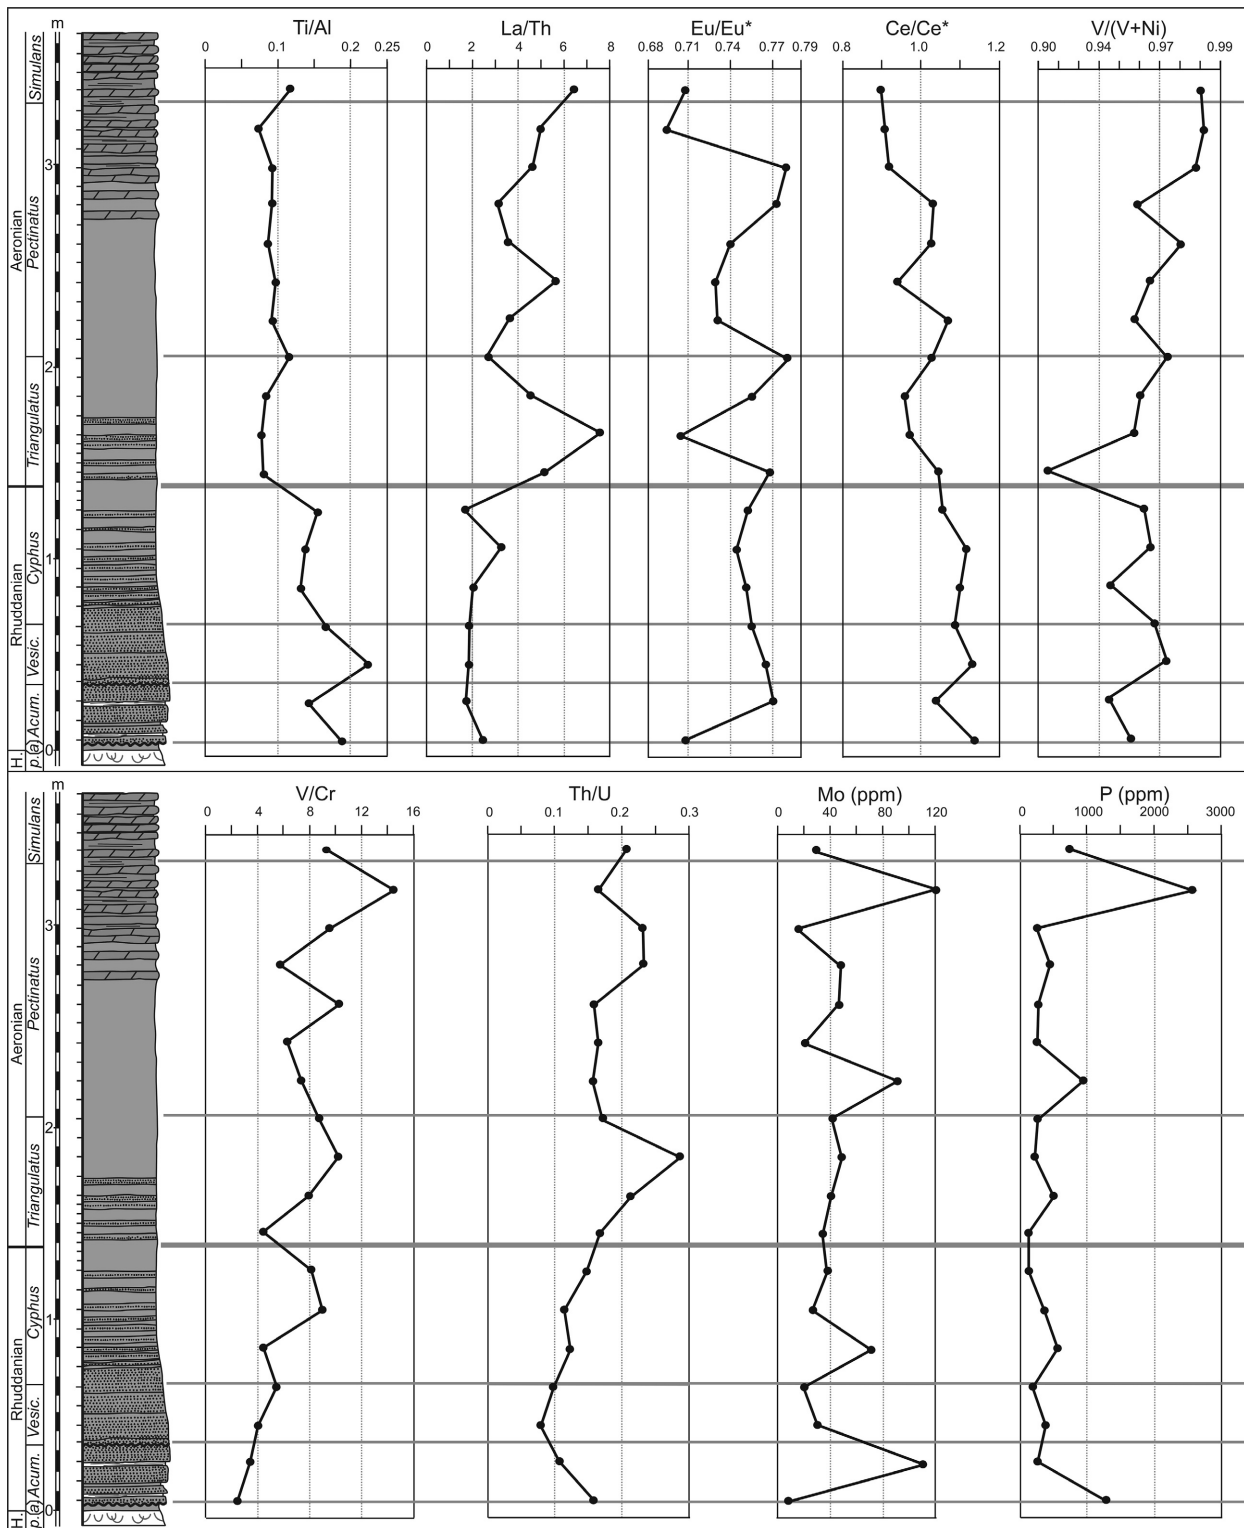 m
Ti/Al
La/Th
Eu/Eu*
Ce/Ce*
V/(V+Ni)
0 0.1 0.2 0.25
0 2 4 6 8
0.68 0.71 0.74 0.77 0.79
0.8 1.0 1.2
0.90 0.94 0.97 0.99
Simulans
Aeronian
Pectinatus
3
2
Triangulatus
Rhuddanian
Cyphus
1
Vesic.
Acum.
0
H.
p.(a)
m
V/Cr
Th/U
Mo (ppm)
P (ppm)
0 4 8 12 16
0 0.1 0.2 0.3
0 40 80 120
0 1000 2000 3000
Simulans
Aeronian
Pectinatus
3
2
Triangulatus
Rhuddanian
Cyphus
1
Vesic.
Acum.
0
H.
p.(a)